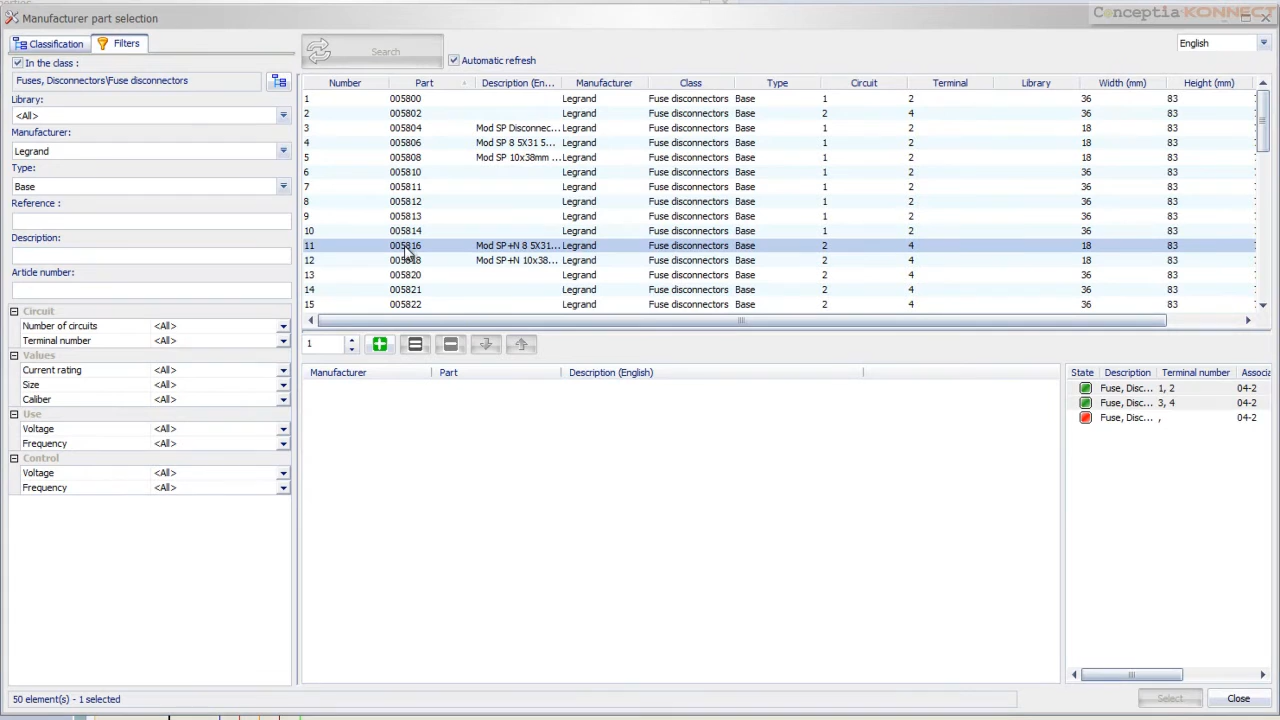 Manufacturer part selection
Conceptia KONNECT
Classification Filters
Search
Automatic refresh
English
In the class :
Fuses, Disconnectors\Fuse disconnectors
Library:
<All>
Manufacturer:
Legrand
Type:
Base
Reference :
Description:
Article number:
Circuit
Number of circuits <All>
Terminal number <All>
Values
Current rating <All>
Size <All>
Caliber <All>
Use
Voltage <All>
Frequency <All>
Control
Voltage <All>
Frequency <All>
Number Part Description (En... Manufacturer Class Type Circuit Terminal Library Width (mm) Height (mm)
1 005800 Legrand Fuse disconnectors Base 1 2 36 83
2 005802 Legrand Fuse disconnectors Base 2 4 36 83
3 005804 Mod SP Disconnec... Legrand Fuse disconnectors Base 1 2 18 83
4 005806 Mod SP 8 5X31 5... Legrand Fuse disconnectors Base 1 2 18 83
5 005808 Mod SP 10x38mm ... Legrand Fuse disconnectors Base 1 2 18 83
6 005810 Legrand Fuse disconnectors Base 1 2 36 83
7 005811 Legrand Fuse disconnectors Base 1 2 36 83
8 005812 Legrand Fuse disconnectors Base 1 2 36 83
9 005813 Legrand Fuse disconnectors Base 1 2 36 83
10 005814 Legrand Fuse disconnectors Base 1 2 36 83
11 005816 Mod SP+N 8 5X31... Legrand Fuse disconnectors Base 2 4 18 83
12 005818 Mod SP+N 10x38... Legrand Fuse disconnectors Base 2 4 18 83
13 005820 Legrand Fuse disconnectors Base 2 4 36 83
14 005821 Legrand Fuse disconnectors Base 2 4 36 83
15 005822 Legrand Fuse disconnectors Base 2 4 36 83
1
Manufacturer Part Description (English)
State Description Terminal number Associa
Fuse, Disc... 1, 2 04-2
Fuse, Disc... 3, 4 04-2
Fuse, Disc... , 04-2
50 element(s) - 1 selected
Select Close